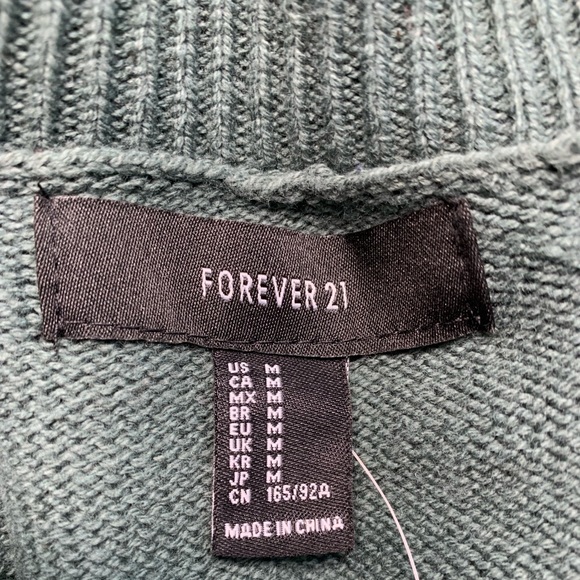 FOREVER 21
US M
CA M
MX M
BR M
EU M
UK M
KR M
JP M
CN 165/92A
MADE IN CHINA